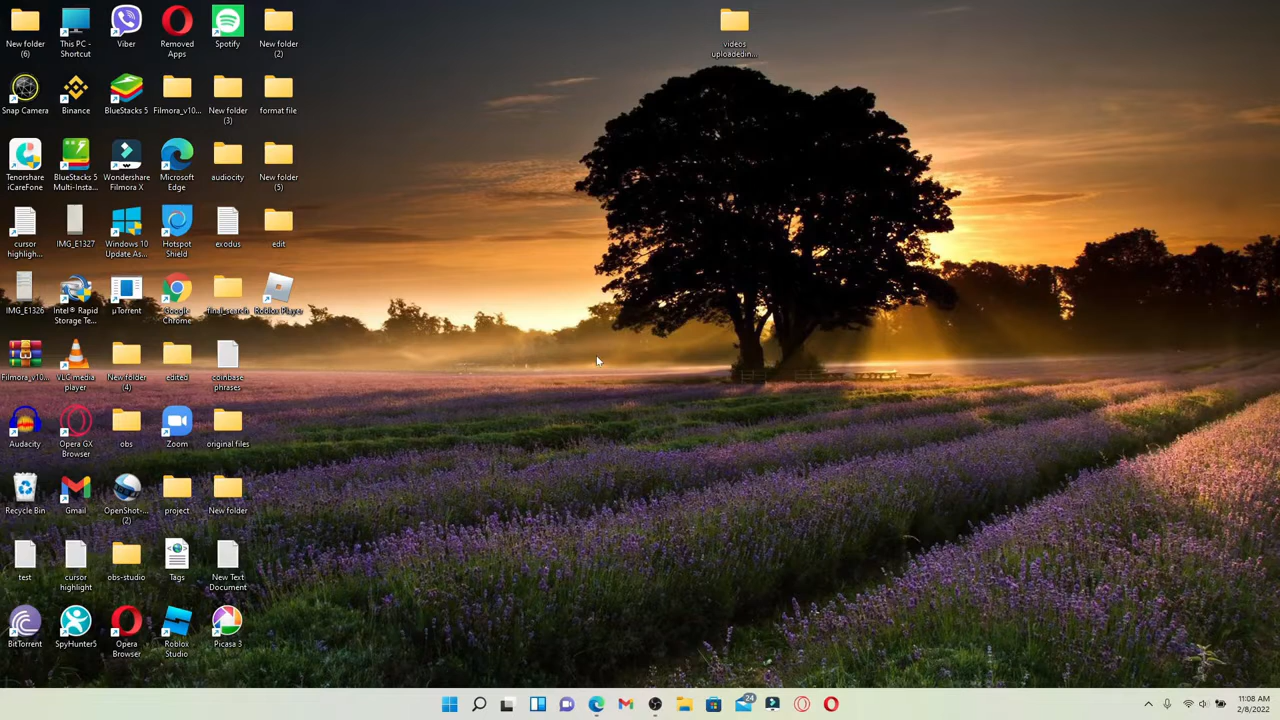 New folder (6)
This PC - Shortcut
Viber
Removed Apps
Spotify
New folder (2)
videos uploadedin...
Snap Camera
Binance
BlueStacks 5
Filmora_v10...
New folder (3)
format file
Tenorshare iCareFone
BlueStacks 5 Multi-Insta...
Wondershare Filmora X
Microsoft Edge
audiocity
New folder (5)
cursor highligh...
IMG_E1327
Windows 10 Update As...
Hotspot Shield
exodus
edit
IMG_E1326
Intel® Rapid Storage Te...
µTorrent
Google Chrome
final_search
Roblox Player
Filmora_v10...
VLC media player
New folder (4)
edited
coinbase phrases
Audacity
Opera GX Browser
obs
Zoom
original files
Recycle Bin
Gmail
OpenShot-... (2)
project
New folder
test
cursor highlight
obs-studio
Tags
New Text Document
BitTorrent
SpyHunter5
Opera Browser
Roblox Studio
Picasa 3
24
11:08 AM
2/8/2022